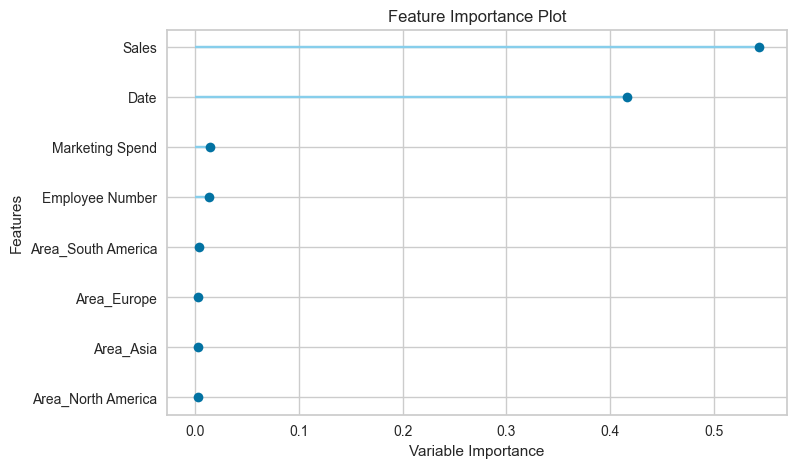 Feature Importance Plot
Sales
Date
Marketing Spend
Employee Number
Area_South America
Area_Europe
Area_Asia
Area_North America
Features
0.0 0.1 0.2 0.3 0.4 0.5
Variable Importance